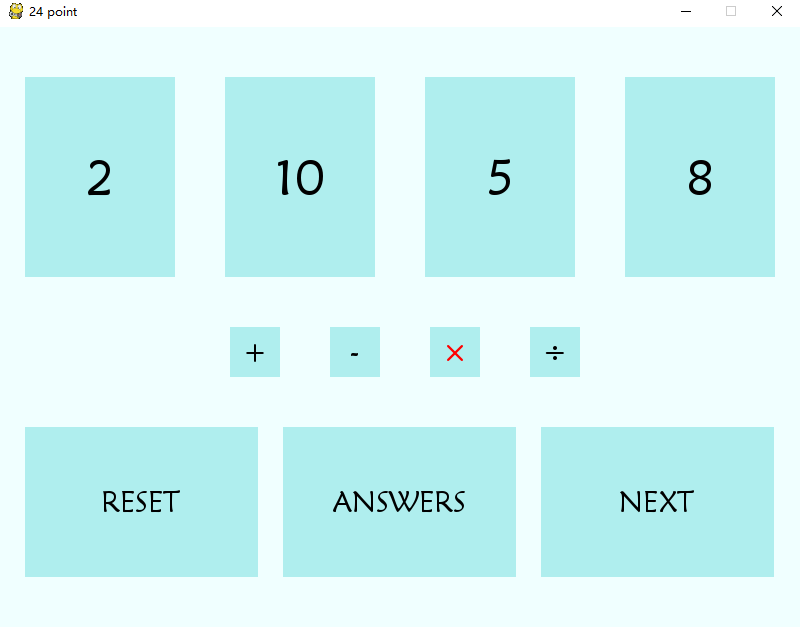 24 point
2 10 5 8
+ - × ÷
RESET ANSWERS NEXT